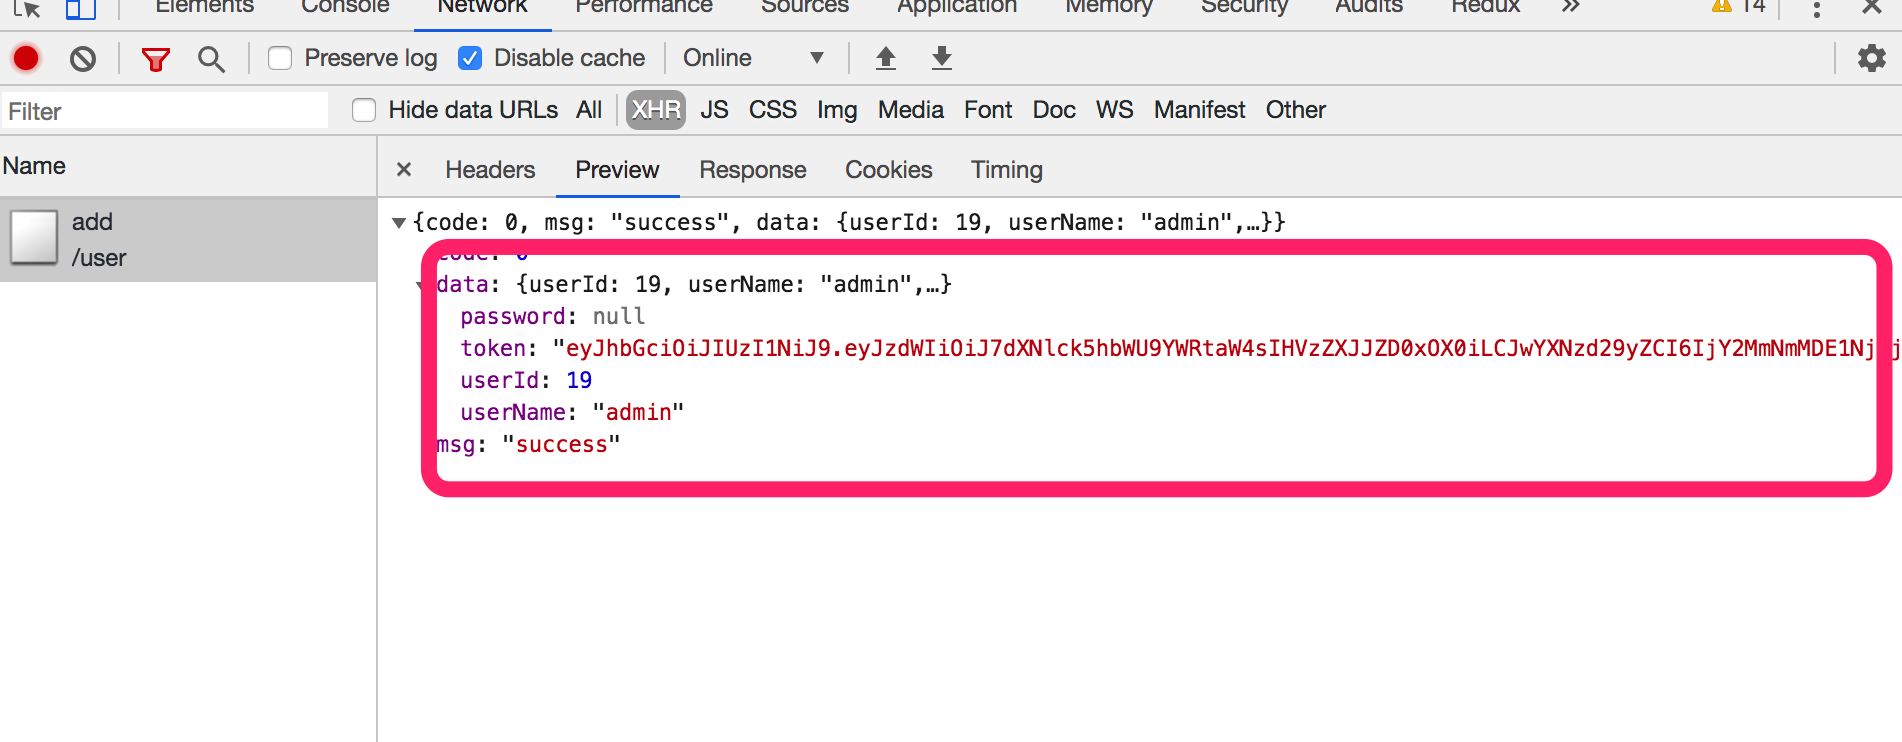 Elements Console Network Performance Sources Application Memory Security Audits Redux » 14
Preserve log Disable cache Online
Filter Hide data URLs All XHR JS CSS Img Media Font Doc WS Manifest Other
Name × Headers Preview Response Cookies Timing
add
/user
{code: 0, msg: "success", data: {userId: 19, userName: "admin",…}}
code: 0
data: {userId: 19, userName: "admin",…}
password: null
token: "eyJhbGciOiJIUzI1NiJ9.eyJzdWIiOiJ7dXNlck5hbWU9YWRtaW4sIHVzZXJJZD0xOX0iLCJwYXNzd29yZCI6IjY2MmNmMDE1Nj
userId: 19
userName: "admin"
msg: "success"